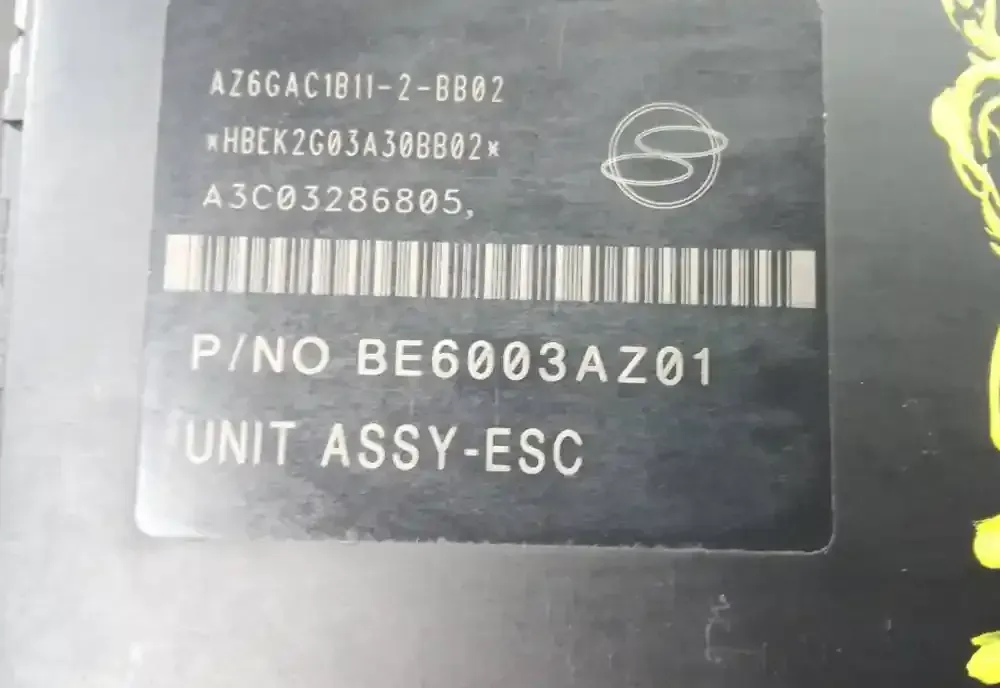 AZ6GAC1B11-2-BB02
*HBEK2G03A30BB02*
A3C03286805,
P/NO BE6003AZ01
UNIT ASSY-ESC